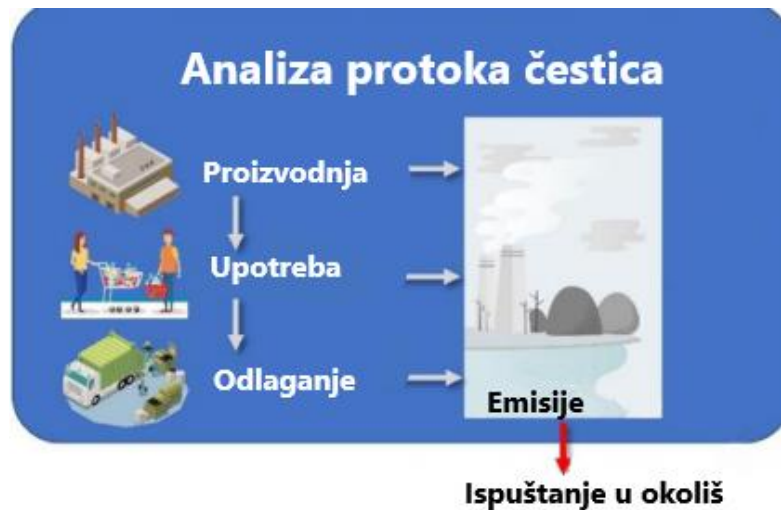 Analiza protoka čestica
Proizvodnja
Upotreba
Odlaganje
Emisije
Ispuštanje u okoliš